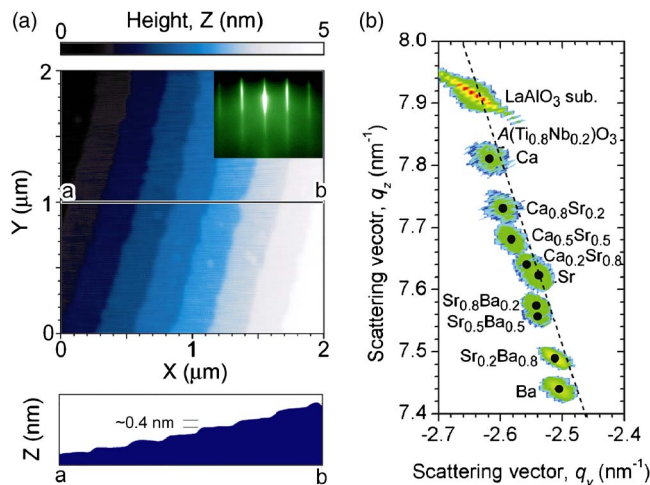 (a)
Height, Z (nm)
0
5
2
1
0
Y (μm)
a
b
0
1
2
X (μm)
Z (nm)
~0.4 nm
a
b
(b)
8.0
7.9
7.8
7.7
7.6
7.5
7.4
Scattering vecotr, qz (nm-1)
LaAlO3 sub.
A(Ti0.8Nb0.2)O3
Ca
Ca0.8Sr0.2
Ca0.5Sr0.5
Ca0.2Sr0.8
Sr
Sr0.8Ba0.2
Sr0.5Ba0.5
Sr0.2Ba0.8
Ba
-2.7
-2.6
-2.5
-2.4
Scattering vector, qy (nm-1)